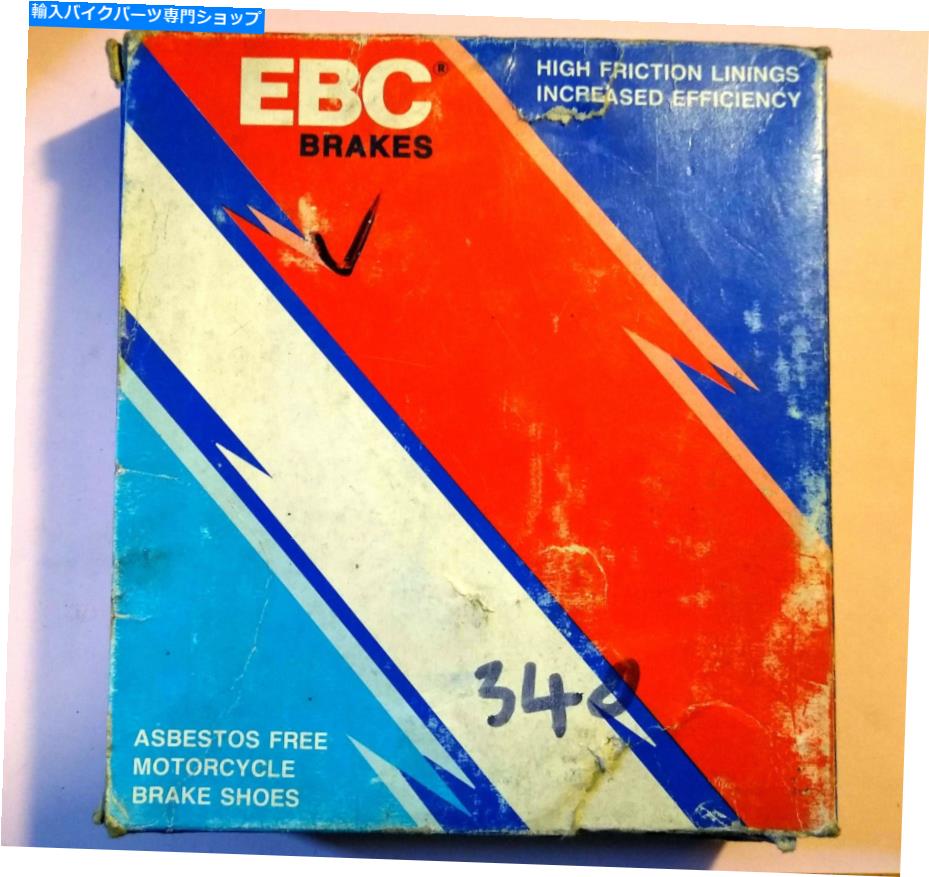 輸入バイクパーツ専門ショップ
EBC®
BRAKES
HIGH FRICTION LININGS
INCREASED EFFICIENCY
340
ASBESTOS FREE
MOTORCYCLE
BRAKE SHOES